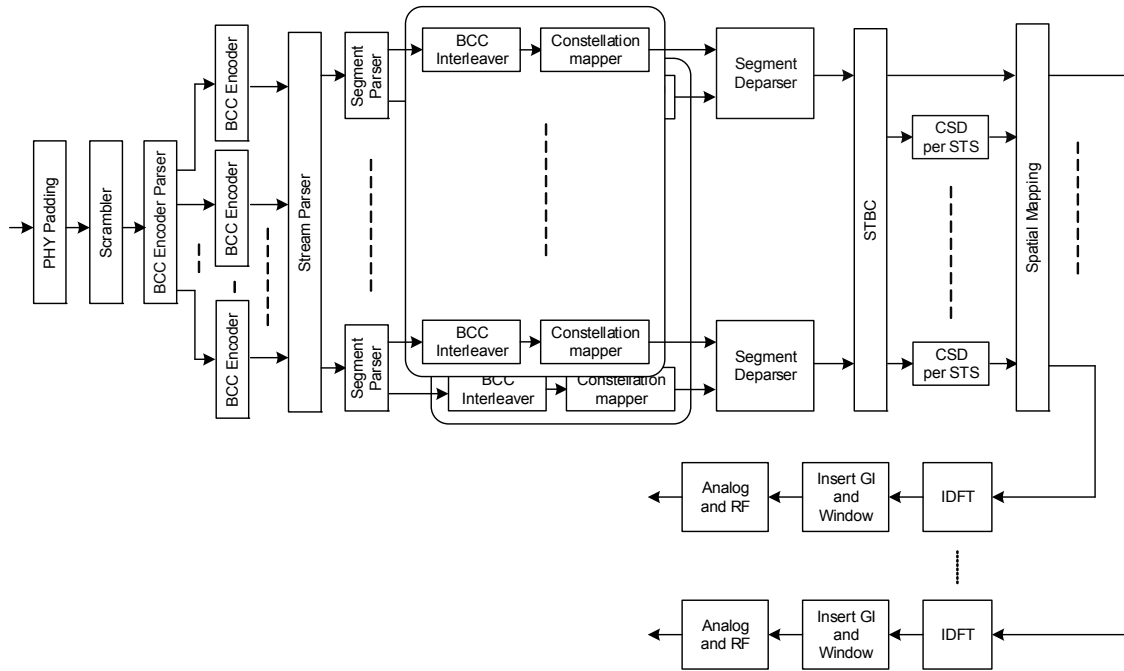 PHY Padding
Scrambler
BCC Encoder Parser
BCC Encoder
BCC Encoder
BCC Encoder
Stream Parser
Segment
Parser
Segment
Parser
BCC
Interleaver
Constellation
mapper
BCC
Interleaver
Constellation
mapper
BCC
Interleaver
Constellation
mapper
Segment
Deparser
Segment
Deparser
STBC
CSD
per STS
CSD
per STS
Spatial Mapping
Analog
and RF
Insert GI
and
Window
IDFT
Analog
and RF
Insert GI
and
Window
IDFT